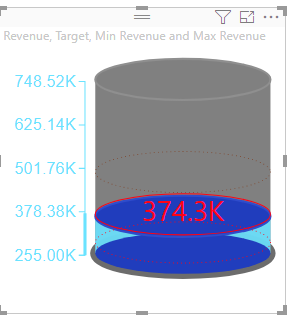 Revenue, Target, Min Revenue and Max Revenue
748.52K
625.14K
501.76K
378.38K
374.3K
255.00K